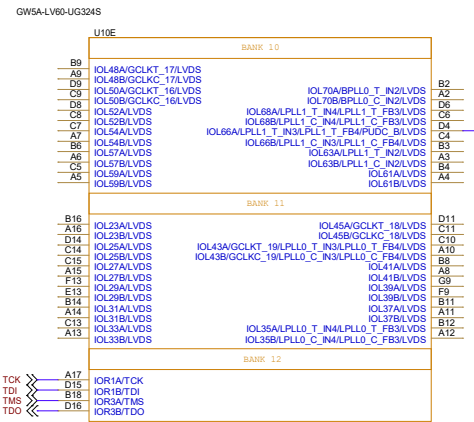 GW5A-LV60-UG324S
U10E
BANK 10
B9 IOL48A/GCLKT_17/LVDS
A9 IOL48B/GCLKC_17/LVDS
D9 IOL50A/GCLKT_16/LVDS IOL70A/BPLL0_T_IN2/LVDS B2
C9 IOL50B/GCLKC_16/LVDS IOL70B/BPLL0_C_IN2/LVDS A2
D8 IOL52A/LVDS IOL68A/LPLL1_T_IN4/LPLL1_T_FB3/LVDS D6
C8 IOL52B/LVDS IOL68B/LPLL1_C_IN4/LPLL1_C_FB3/LVDS C6
C7 IOL54A/LVDS IOL66A/LPLL1_T_IN3/LPLL1_T_FB4/PUDC_B/LVDS D4
A7 IOL54B/LVDS IOL66B/LPLL1_C_IN3/LPLL1_C_FB4/LVDS C4
B6 IOL57A/LVDS IOL63A/LPLL1_T_IN2/LVDS B3
A6 IOL57B/LVDS IOL63B/LPLL1_C_IN2/LVDS A3
C5 IOL59A/LVDS IOL61A/LVDS B4
A5 IOL59B/LVDS IOL61B/LVDS A4
BANK 11
B16 IOL23A/LVDS IOL45A/GCLKT_18/LVDS D11
A16 IOL23B/LVDS IOL45B/GCLKC_18/LVDS C11
D14 IOL25A/LVDS IOL43A/GCLKT_19/LPLL0_T_IN3/LPLL0_T_FB4/LVDS C10
C14 IOL25B/LVDS IOL43B/GCLKC_19/LPLL0_C_IN3/LPLL0_C_FB4/LVDS A10
C15 IOL27A/LVDS IOL41A/LVDS B8
A15 IOL27B/LVDS IOL41B/LVDS A8
F13 IOL29A/LVDS IOL39A/LVDS G9
E13 IOL29B/LVDS IOL39B/LVDS F9
B14 IOL31A/LVDS IOL37A/LVDS B11
A14 IOL31B/LVDS IOL37B/LVDS A11
C13 IOL33A/LVDS IOL35A/LPLL0_T_IN4/LPLL0_T_FB3/LVDS B12
A13 IOL33B/LVDS IOL35B/LPLL0_C_IN4/LPLL0_C_FB3/LVDS A12
BANK 12
TCK A17 IOR1A/TCK
TDI D15 IOR1B/TDI
TMS B18 IOR3A/TMS
TDO D16 IOR3B/TDO